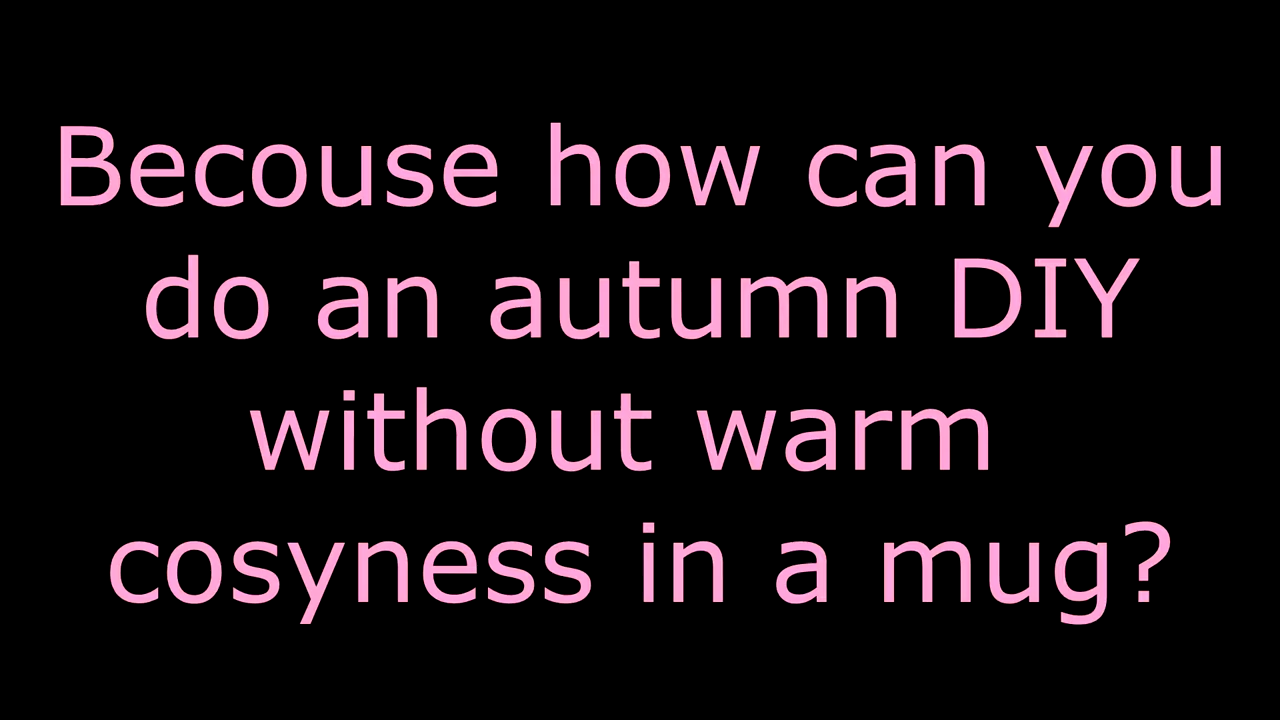 Becouse how can you
do an autumn DIY
without warm
cosyness in a mug?